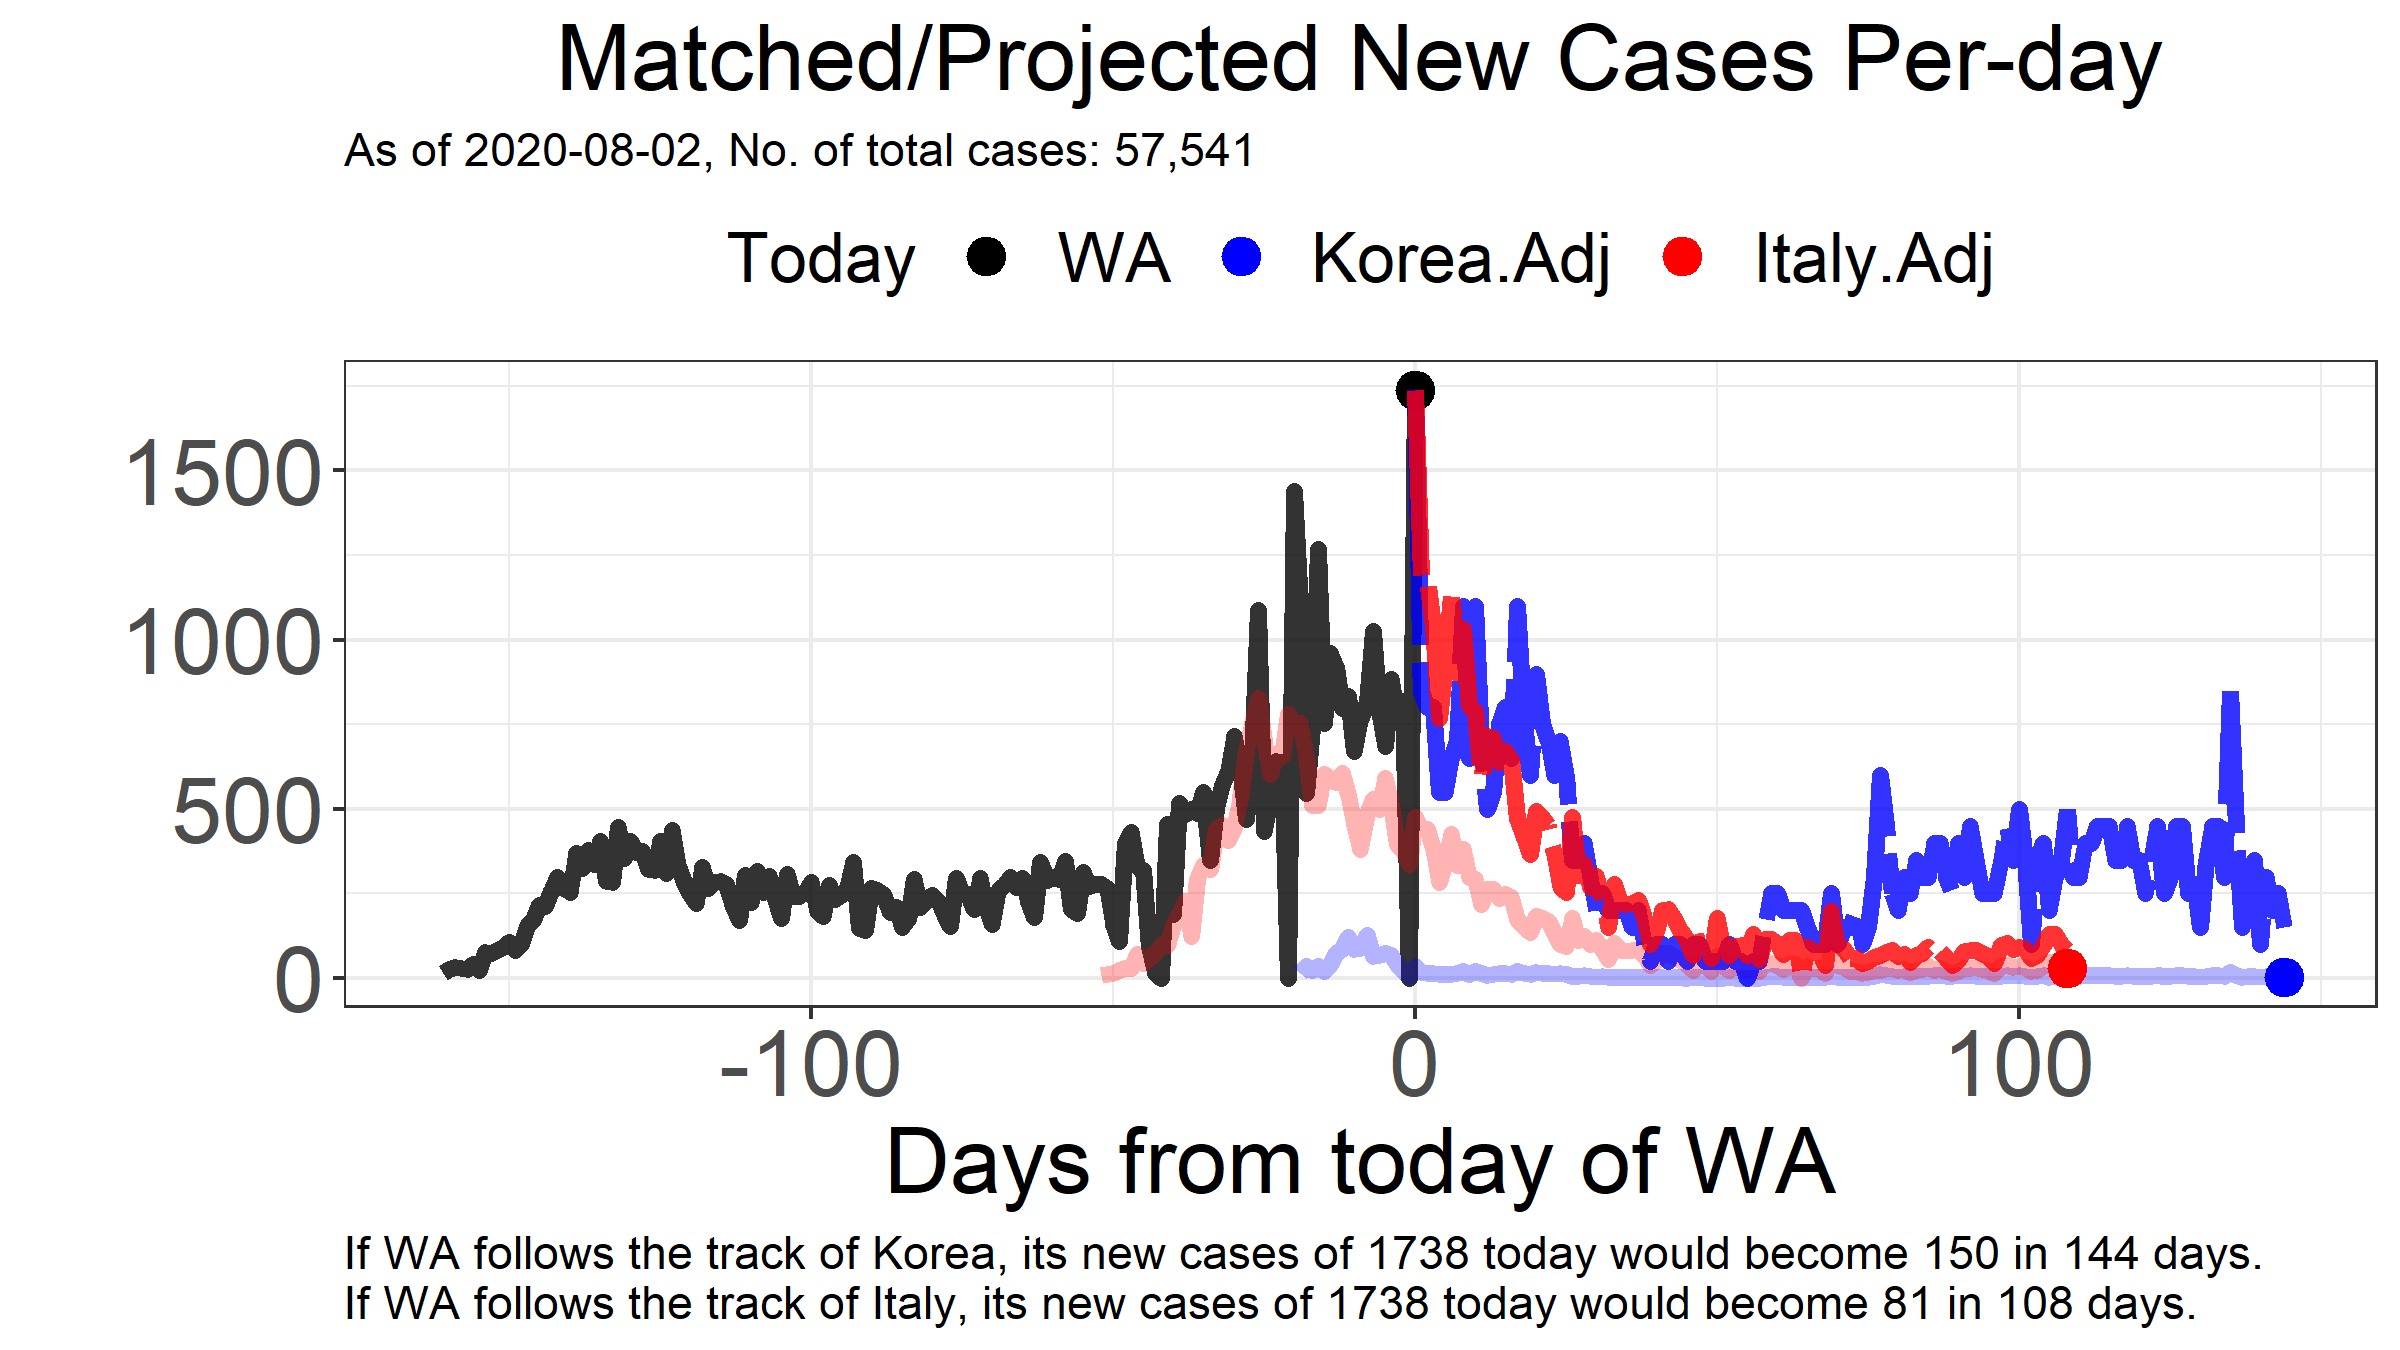 Matched/Projected New Cases Per-day
As of 2020-08-02, No. of total cases: 57,541
Today WA Korea.Adj Italy.Adj
1500
1000
500
0
-100 0 100
Days from today of WA
If WA follows the track of Korea, its new cases of 1738 today would become 150 in 144 days.
If WA follows the track of Italy, its new cases of 1738 today would become 81 in 108 days.